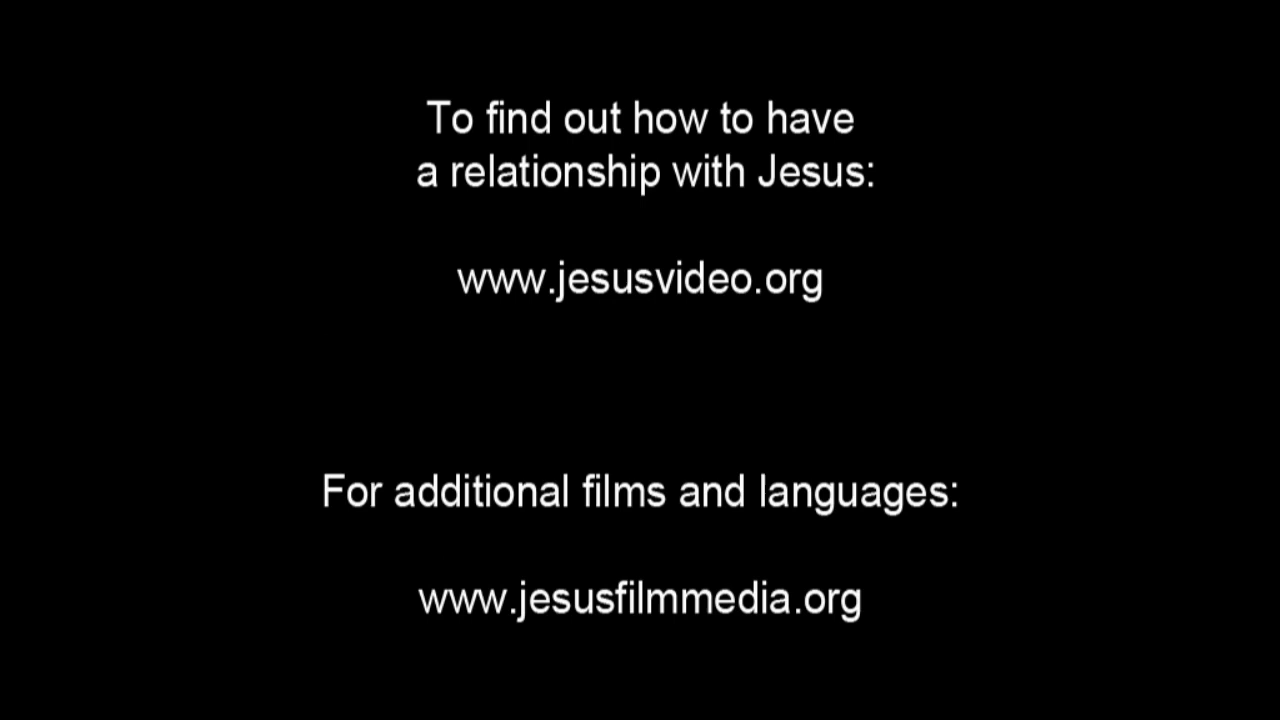 To find out how to have
a relationship with Jesus:
www.jesusvideo.org
For additional films and languages:
www.jesusfilmmedia.org